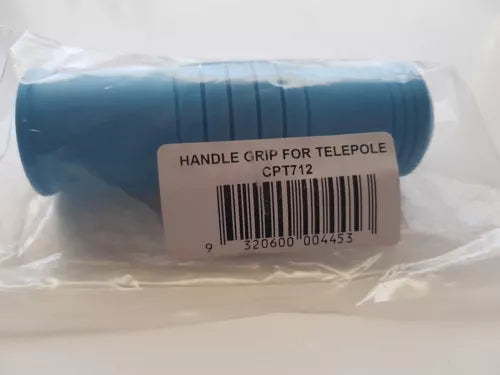 HANDLE GRIP FOR TELEPOLE
CPT712
9 320600 004453